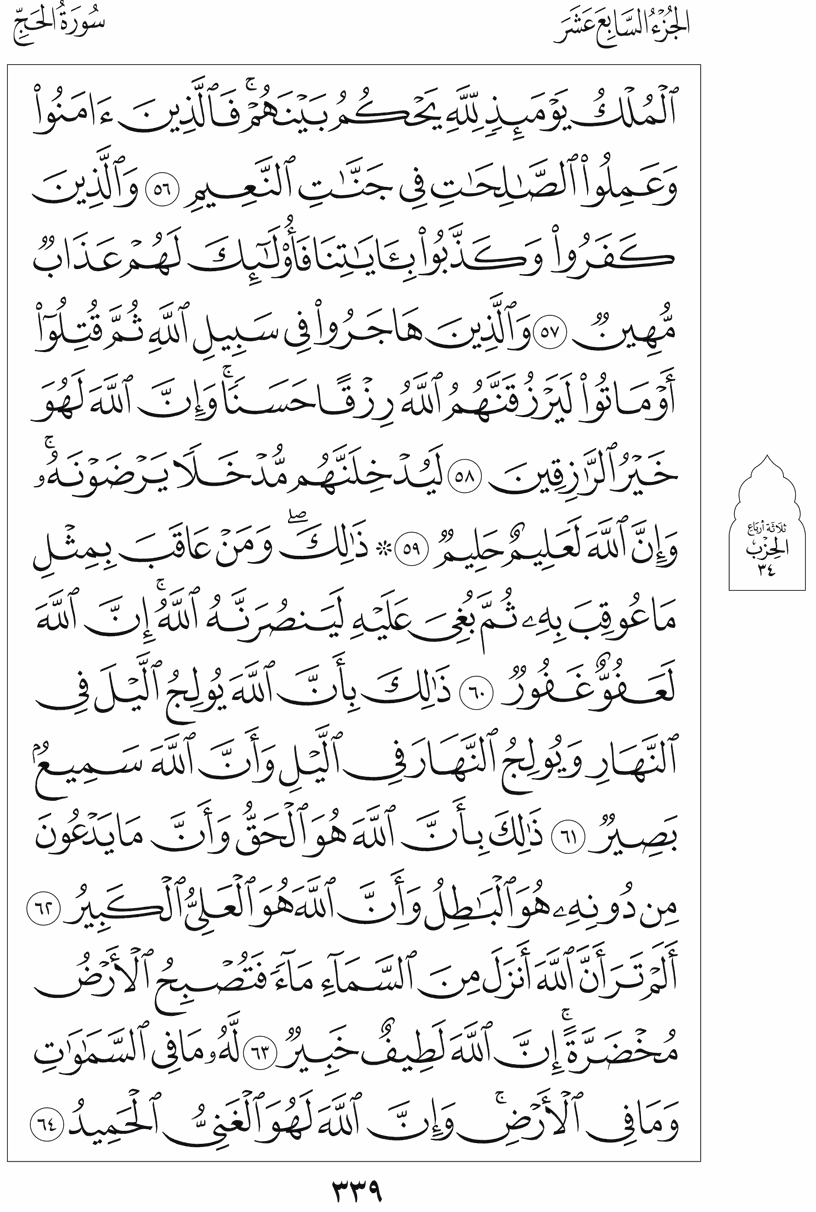 الجُزْءُ السَّابِعَ عَشَرَ
سُورَةُ الحَجِّ
ٱلْمُلْكُ يَوْمَئِذٍ لِّلَّهِ يَحْكُمُ بَيْنَهُمْ ۚ فَٱلَّذِينَ ءَامَنُوا۟
وَعَمِلُوا۟ ٱلصَّـٰلِحَـٰتِ فِى جَنَّـٰتِ ٱلنَّعِيمِ ٥٦ وَٱلَّذِينَ
كَفَرُوا۟ وَكَذَّبُوا۟ بِـَٔايَـٰتِنَا فَأُو۟لَـٰٓئِكَ لَهُمْ عَذَابٌ
مُّهِينٌ ٥٧ وَٱلَّذِينَ هَاجَرُوا۟ فِى سَبِيلِ ٱللَّهِ ثُمَّ قُتِلُوٓا۟
أَوْ مَاتُوا۟ لَيَرْزُقَنَّهُمُ ٱللَّهُ رِزْقًا حَسَنًا ۚ وَإِنَّ ٱللَّهَ لَهُوَ
خَيْرُ ٱلرَّٰزِقِينَ ٥٨ لَيُدْخِلَنَّهُم مُّدْخَلًا يَرْضَوْنَهُۥ ۚ
وَإِنَّ ٱللَّهَ لَعَلِيمٌ حَلِيمٌ ٥٩ * ذَٰلِكَ ۖ وَمَنْ عَاقَبَ بِمِثْلِ
مَا عُوقِبَ بِهِۦ ثُمَّ بُغِىَ عَلَيْهِ لَيَنصُرَنَّهُ ٱللَّهُ ۚ إِنَّ ٱللَّهَ
لَعَفُوٌّ غَفُورٌ ٦٠ ذَٰلِكَ بِأَنَّ ٱللَّهَ يُولِجُ ٱلَّيْلَ فِى
ٱلنَّهَارِ وَيُولِجُ ٱلنَّهَارَ فِى ٱلَّيْلِ وَأَنَّ ٱللَّهَ سَمِيعٌۢ
بَصِيرٌ ٦١ ذَٰلِكَ بِأَنَّ ٱللَّهَ هُوَ ٱلْحَقُّ وَأَنَّ مَا يَدْعُونَ
مِن دُونِهِۦ هُوَ ٱلْبَـٰطِلُ وَأَنَّ ٱللَّهَ هُوَ ٱلْعَلِىُّ ٱلْكَبِيرُ ٦٢
أَلَمْ تَرَ أَنَّ ٱللَّهَ أَنزَلَ مِنَ ٱلسَّمَآءِ مَآءً فَتُصْبِحُ ٱلْأَرْضُ
مُخْضَرَّةً ۗ إِنَّ ٱللَّهَ لَطِيفٌ خَبِيرٌ ٦٣ لَّهُۥ مَا فِى ٱلسَّمَـٰوَٰتِ
وَمَا فِى ٱلْأَرْضِ ۗ وَإِنَّ ٱللَّهَ لَهُوَ ٱلْغَنِىُّ ٱلْحَمِيدُ ٦٤
ثلاثة أرباع
الحِزْب
٣٤
٣٣٩